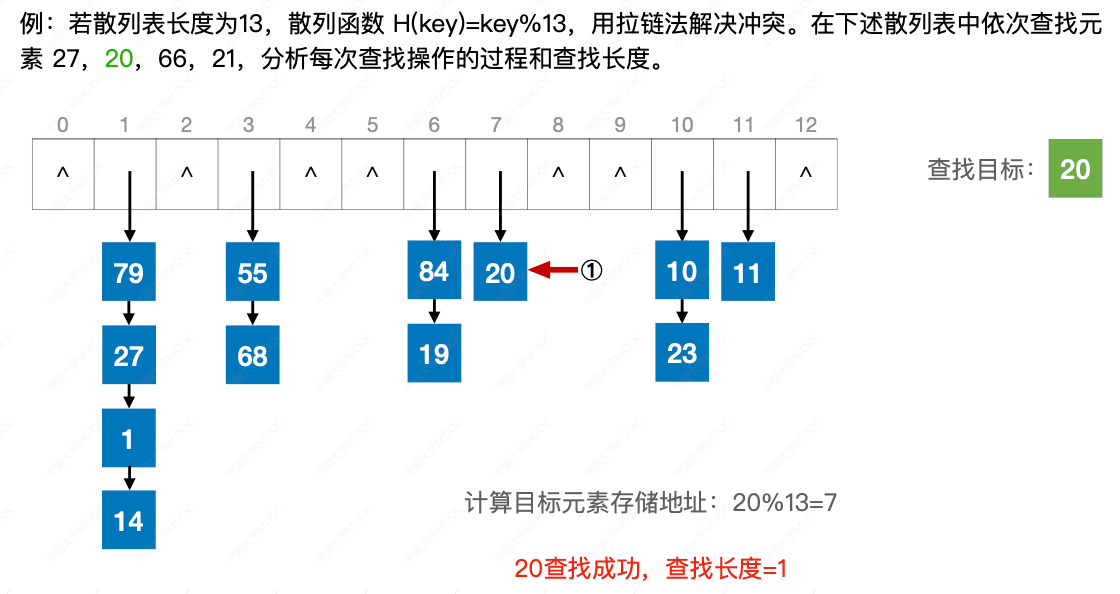 例：若散列表长度为13，散列函数 H(key)=key%13，用拉链法解决冲突。在下述散列表中依次查找元
素 27，20，66，21，分析每次查找操作的过程和查找长度。
0 1 2 3 4 5 6 7 8 9 10 11 12
^ ^ ^ ^ ^ ^ ^
查找目标： 20
79 55 84 20 ① 10 11
27 68 19 23
1
14
计算目标元素存储地址：20%13=7
20查找成功，查找长度=1